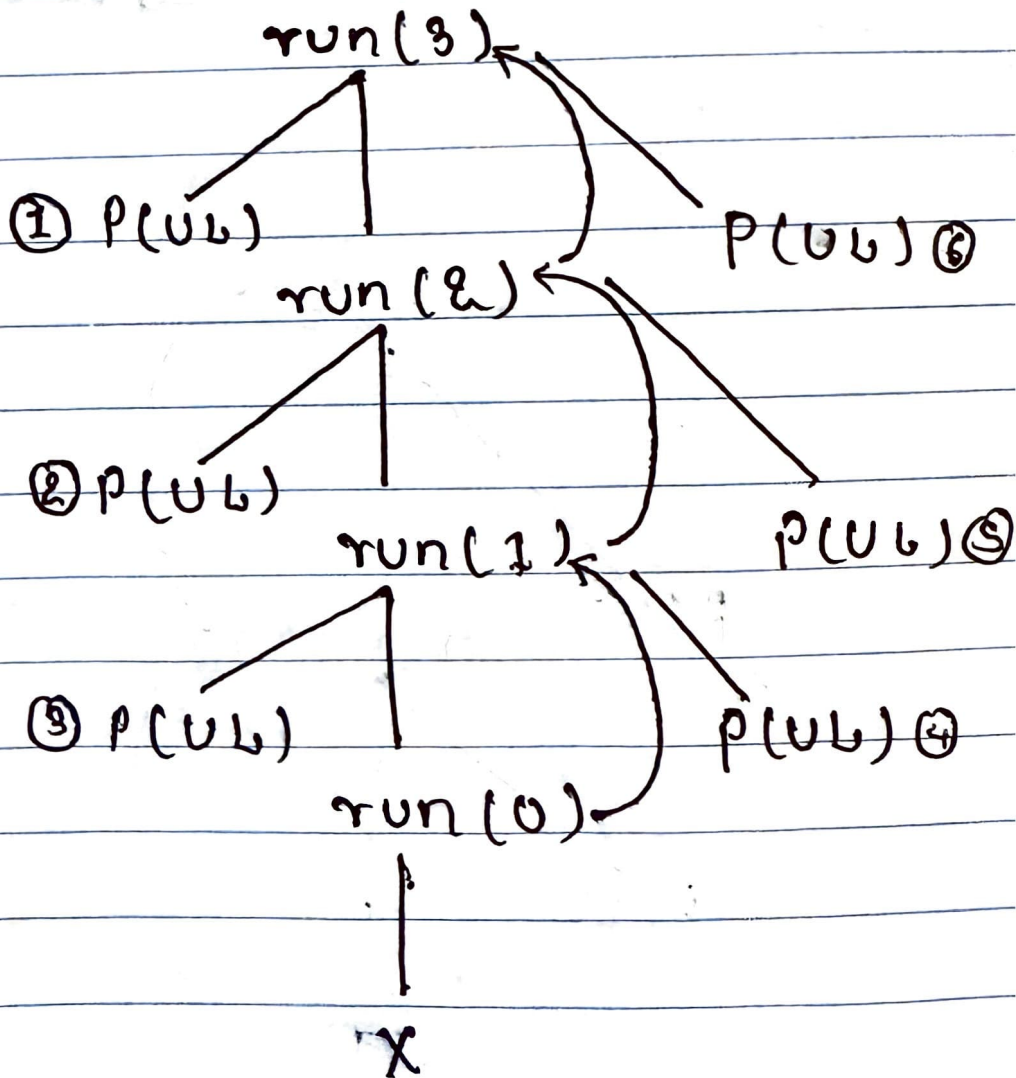 run(3)
① P(UL) P(UL) ⑥
run(2)
② P(UL) P(UL) ⑤
run(1)
③ P(UL) P(UL) ④
run(0)
X